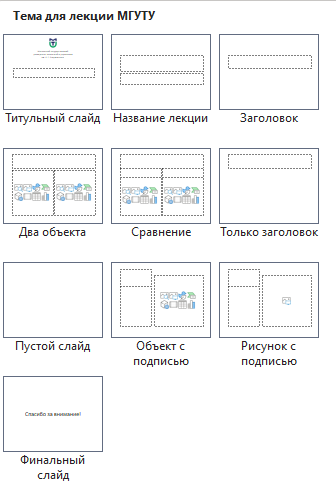 Тема для лекции МГУТУ
Титульный слайд
Название лекции
Заголовок
Два объекта
Сравнение
Только заголовок
Пустой слайд
Объект с
подписью
Рисунок с
подписью
Спасибо за внимание!
Финальный
слайд